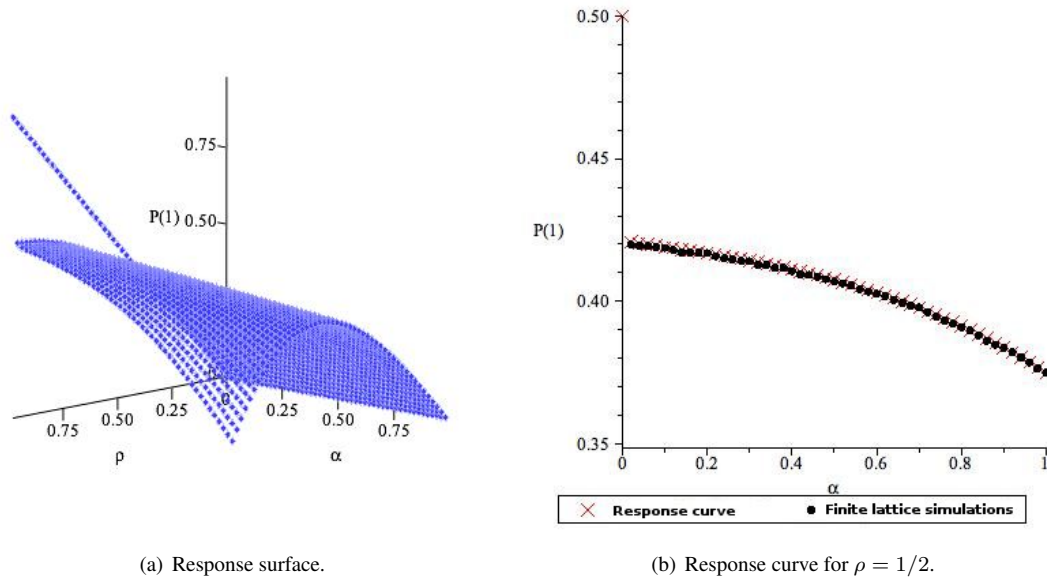 0.75
P(1) 0.50
0
0.75
0.50
0.25
0.25
0.50
0.75
ρ
α
0.50
0.45
P(1)
0.40
0.35
0
0.2
0.4
0.6
0.8
1
α
Response curve
Finite lattice simulations
(a) Response surface.
(b) Response curve for ρ = 1/2.